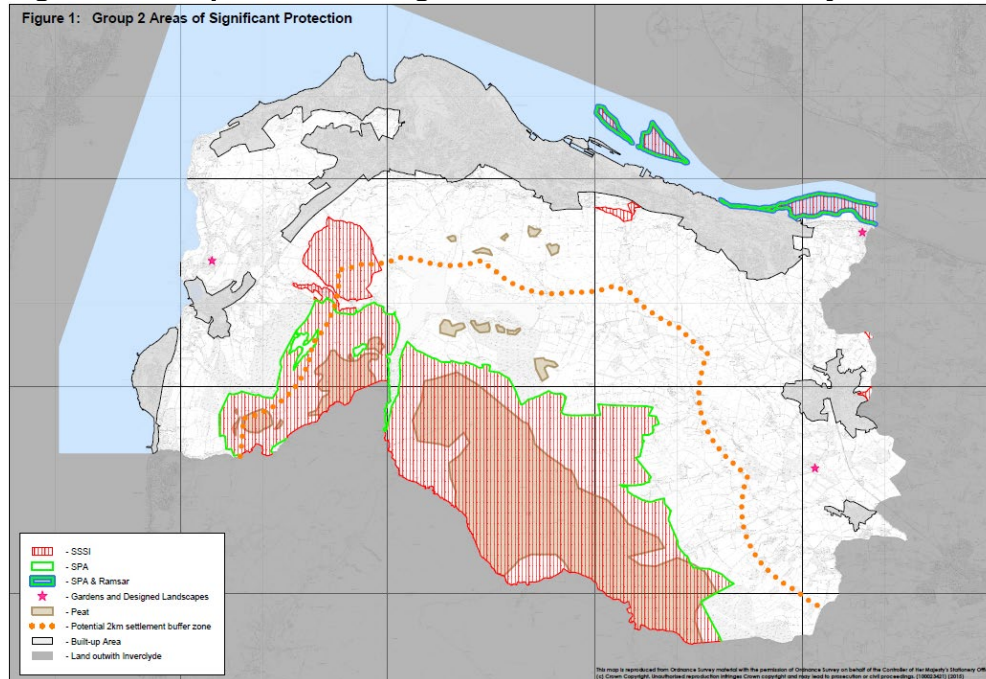 Figure 1: Group 2 Areas of Significant Protection
- SSSI
- SPA
- SPA & Ramsar
- Gardens and Designed Landscapes
- Peat
- Potential 2km settlement buffer zone
- Built-up Area
- Land outwith Inverclyde
This map is reproduced from Ordnance Survey material with the permission of Ordnance Survey on behalf of the Controller of Her Majesty's Stationery Off
(c) Crown Copyright. Unauthorised reproduction infringes Crown copyright and may lead to prosecution or civil proceedings. (100023421) (2015)